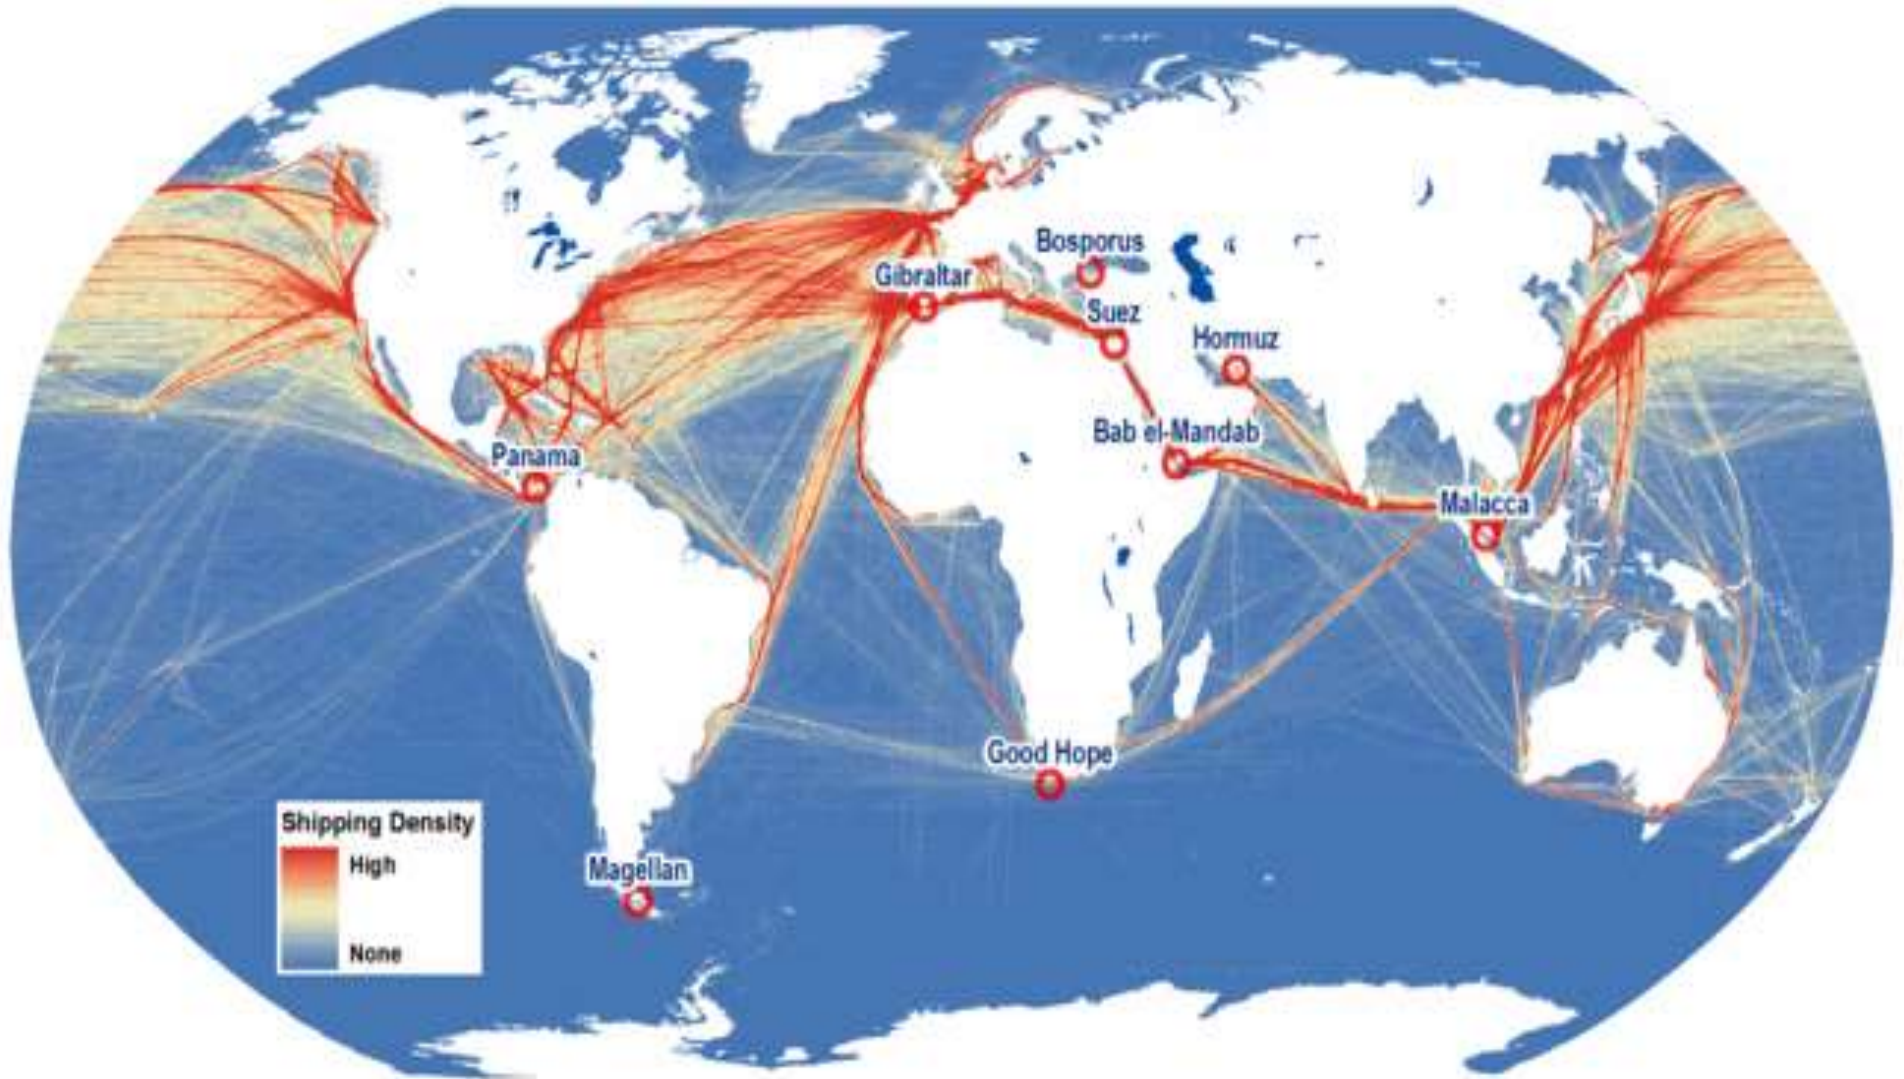 Bosporus
Gibraltar
Suez
Hormuz
Bab el-Mandab
Panama
Malacca
Good Hope
Shipping Density
High
None
Magellan